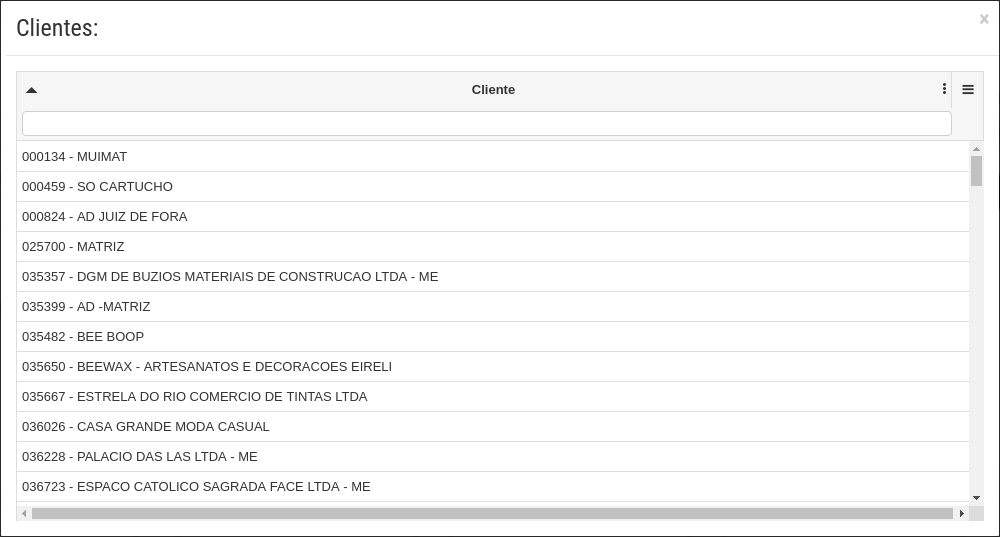 Clientes:
×
Cliente
000134 - MUIMAT
000459 - SO CARTUCHO
000824 - AD JUIZ DE FORA
025700 - MATRIZ
035357 - DGM DE BUZIOS MATERIAIS DE CONSTRUCAO LTDA - ME
035399 - AD -MATRIZ
035482 - BEE BOOP
035650 - BEEWAX - ARTESANATOS E DECORACOES EIRELI
035667 - ESTRELA DO RIO COMERCIO DE TINTAS LTDA
036026 - CASA GRANDE MODA CASUAL
036228 - PALACIO DAS LAS LTDA - ME
036723 - ESPACO CATOLICO SAGRADA FACE LTDA - ME